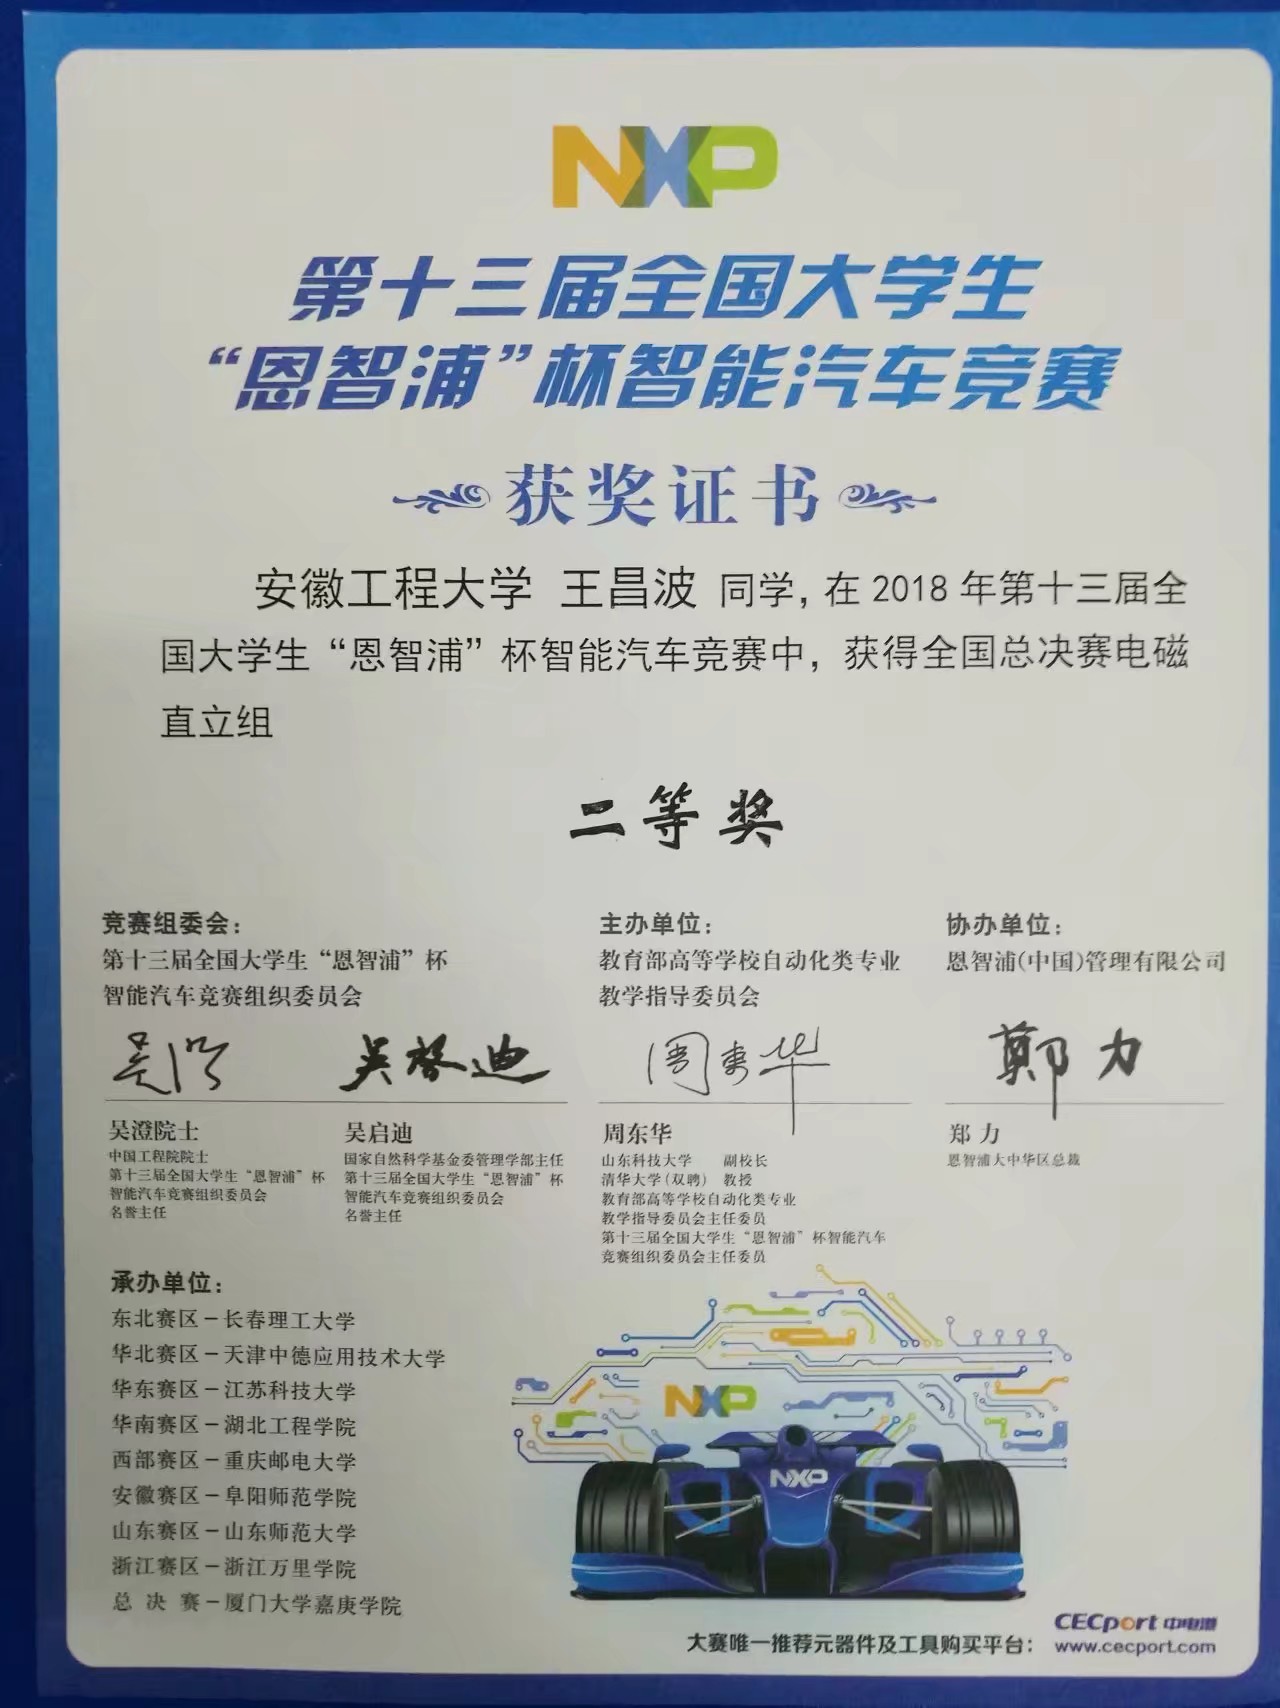 NXP
第十三届全国大学生
“恩智浦”杯智能汽车竞赛
获奖证书
安徽工程大学 王昌波 同学，在 2018 年第十三届全
国大学生“恩智浦”杯智能汽车竞赛中，获得全国总决赛电磁
直立组
二等奖
竞赛组委会：
第十三届全国大学生“恩智浦”杯
智能汽车竞赛组织委员会
主办单位：
教育部高等学校自动化类专业
教学指导委员会
协办单位：
恩智浦(中国)管理有限公司
吴澄
吴启迪
周东华
郑力
吴澄院士
中国工程院院士
第十三届全国大学生“恩智浦”杯
智能汽车竞赛组织委员会
名誉主任
吴启迪
国家自然科学基金委管理学部主任
第十三届全国大学生“恩智浦”杯
智能汽车竞赛组织委员会
名誉主任
周东华
山东科技大学 副校长
清华大学(双聘) 教授
教育部高等学校自动化类专业
教学指导委员会主任委员
第十三届全国大学生“恩智浦”杯智能汽车
竞赛组织委员会主任委员
郑 力
恩智浦大中华区总裁
承办单位：
东北赛区－长春理工大学
华北赛区－天津中德应用技术大学
华东赛区－江苏科技大学
华南赛区－湖北工程学院
西部赛区－重庆邮电大学
安徽赛区－阜阳师范学院
山东赛区－山东师范大学
浙江赛区－浙江万里学院
总 决 赛－厦门大学嘉庚学院
NXP
NXP
大赛唯一推荐元器件及工具购买平台：
CECport 中电港
www.cecport.com